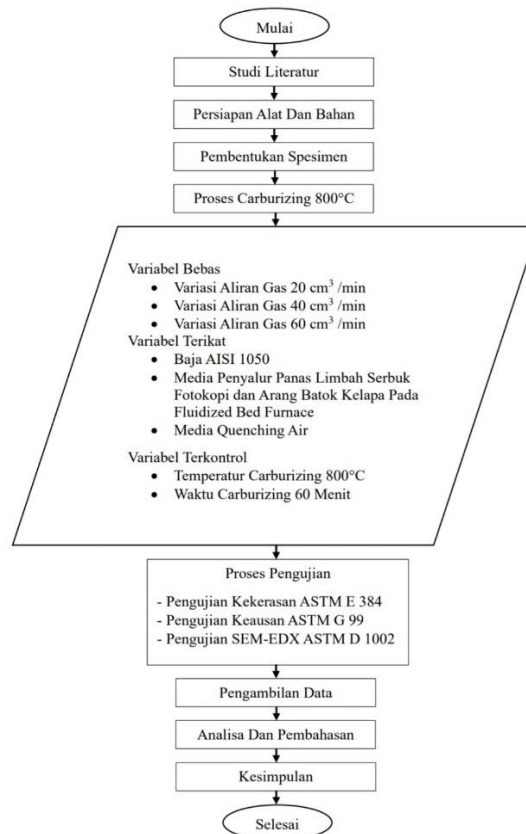 Mulai
Studi Literatur
Persiapan Alat Dan Bahan
Pembentukan Spesimen
Proses Carburizing 800°C
Variabel Bebas
• Variasi Aliran Gas 20 cm³ /min
• Variasi Aliran Gas 40 cm³ /min
• Variasi Aliran Gas 60 cm³ /min
Variabel Terikat
• Baja AISI 1050
• Media Penyalur Panas Limbah Serbuk
Fotokopi dan Arang Batok Kelapa Pada
Fluidized Bed Furnace
• Media Quenching Air
Variabel Terkontrol
• Temperatur Carburizing 800°C
• Waktu Carburizing 60 Menit
Proses Pengujian
- Pengujian Kekerasan ASTM E 384
- Pengujian Keausan ASTM G 99
- Pengujian SEM-EDX ASTM D 1002
Pengambilan Data
Analisa Dan Pembahasan
Kesimpulan
Selesai